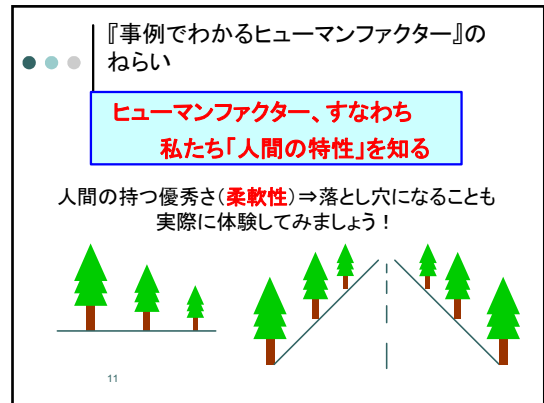 『事例でわかるヒューマンファクター』の
ねらい
ヒューマンファクター、すなわち
私たち「人間の特性」を知る
人間の持つ優秀さ(柔軟性)⇒落とし穴になることも
実際に体験してみましょう！
11